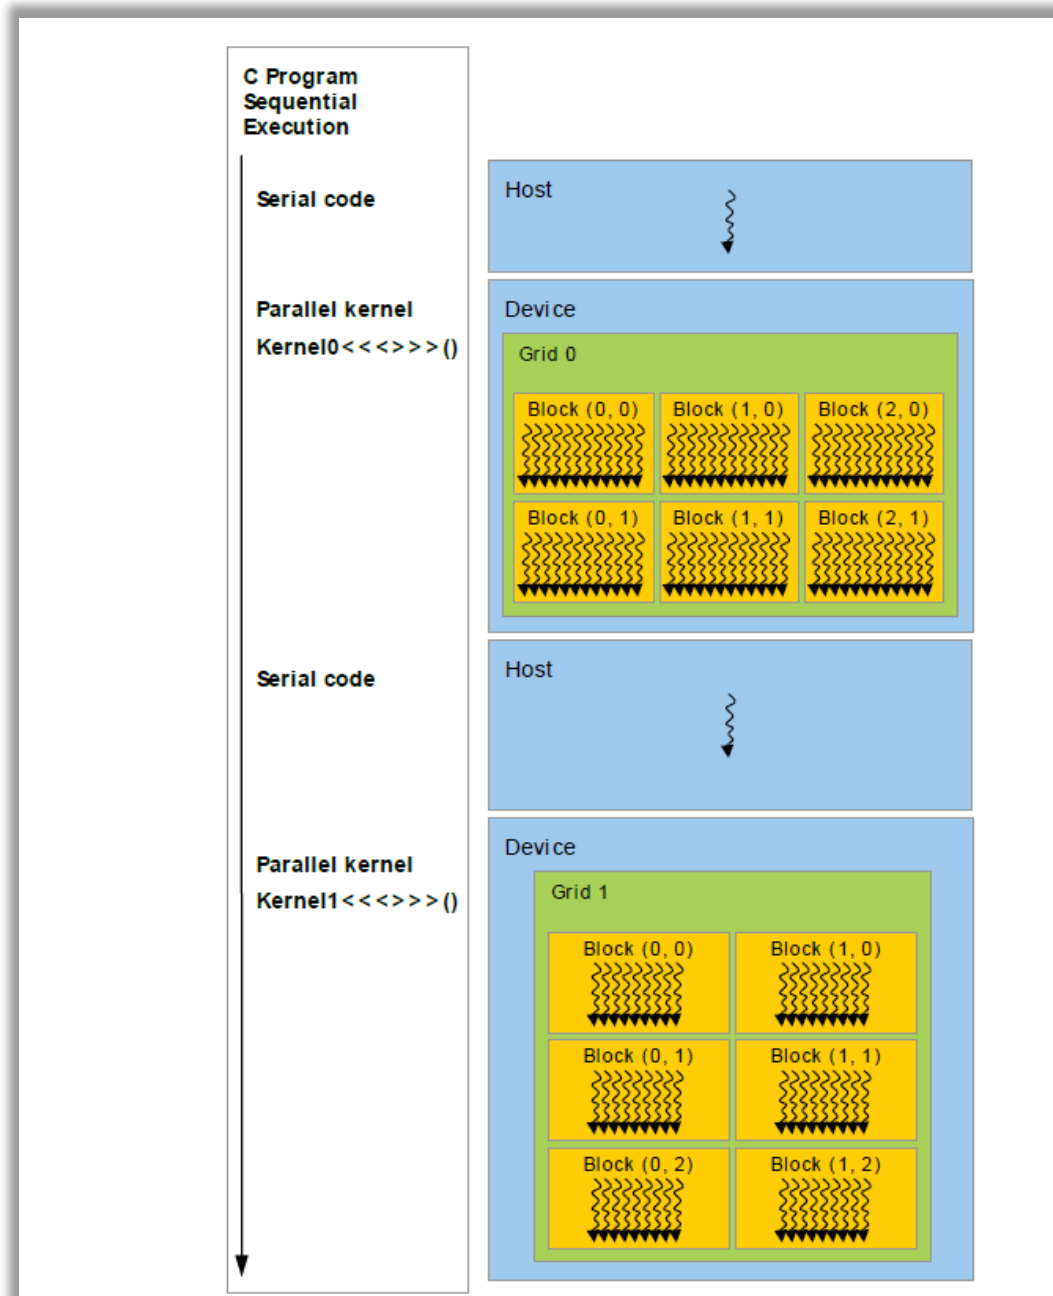 C Program
Sequential
Execution
Serial code
Host
Parallel kernel
Kernel0<<<>>>()
Device
Grid 0
Block (0, 0) Block (1, 0) Block (2, 0)
Block (0, 1) Block (1, 1) Block (2, 1)
Serial code
Host
Parallel kernel
Kernel1<<<>>>()
Device
Grid 1
Block (0, 0) Block (1, 0)
Block (0, 1) Block (1, 1)
Block (0, 2) Block (1, 2)